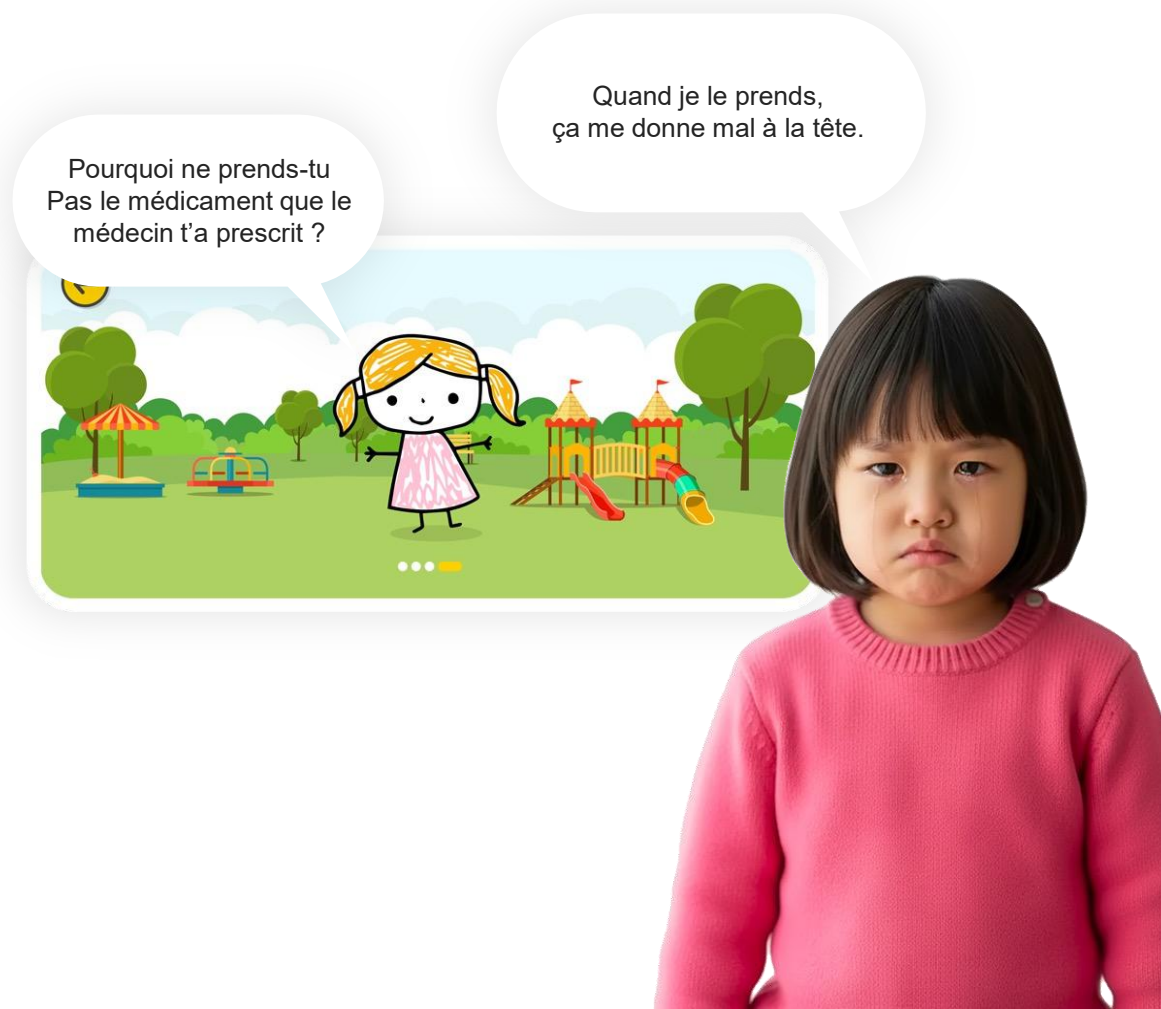 Pourquoi ne prends-tu
Pas le médicament que le
médecin t'a prescrit ?
Quand je le prends,
ça me donne mal à la tête.